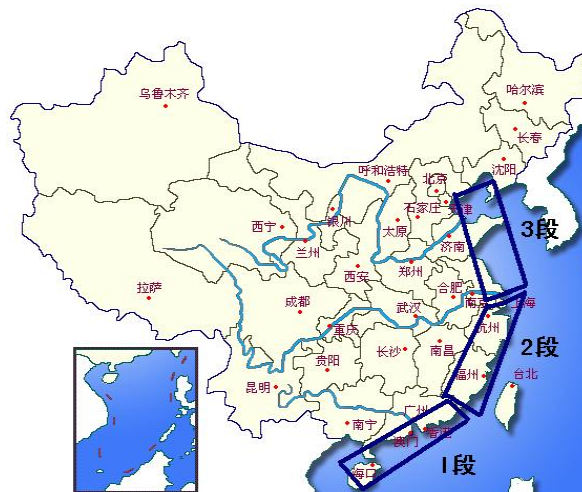 哈尔滨
乌鲁木齐
长春
沈阳
呼和浩特
北京
天津
银川
石家庄
太原
3段
西宁
济南
兰州
西安
郑州
拉萨
成都
合肥
南京
上海
武汉
杭州
重庆
2段
长沙
南昌
贵阳
福州
台北
昆明
广州
南宁
香港
澳门
1段
海口